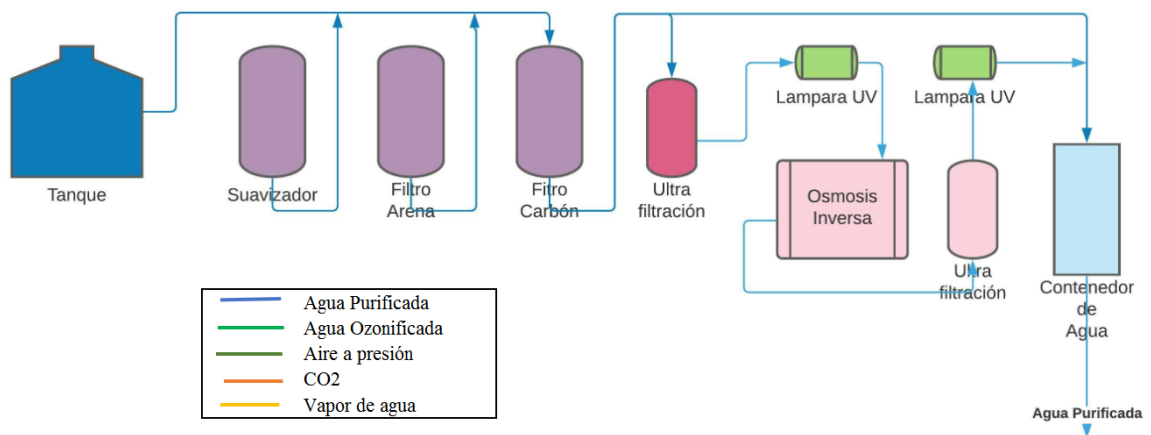 Lampara UV
Lampara UV
Tanque
Suavizador
Filtro
Arena
Fitro
Carbón
Ultra
filtración
Osmosis
Inversa
Ultra
filtración
Contenedor
de
Agua
Agua Purificada
Agua Ozonificada
Aire a presión
CO2
Vapor de agua
Agua Purificada